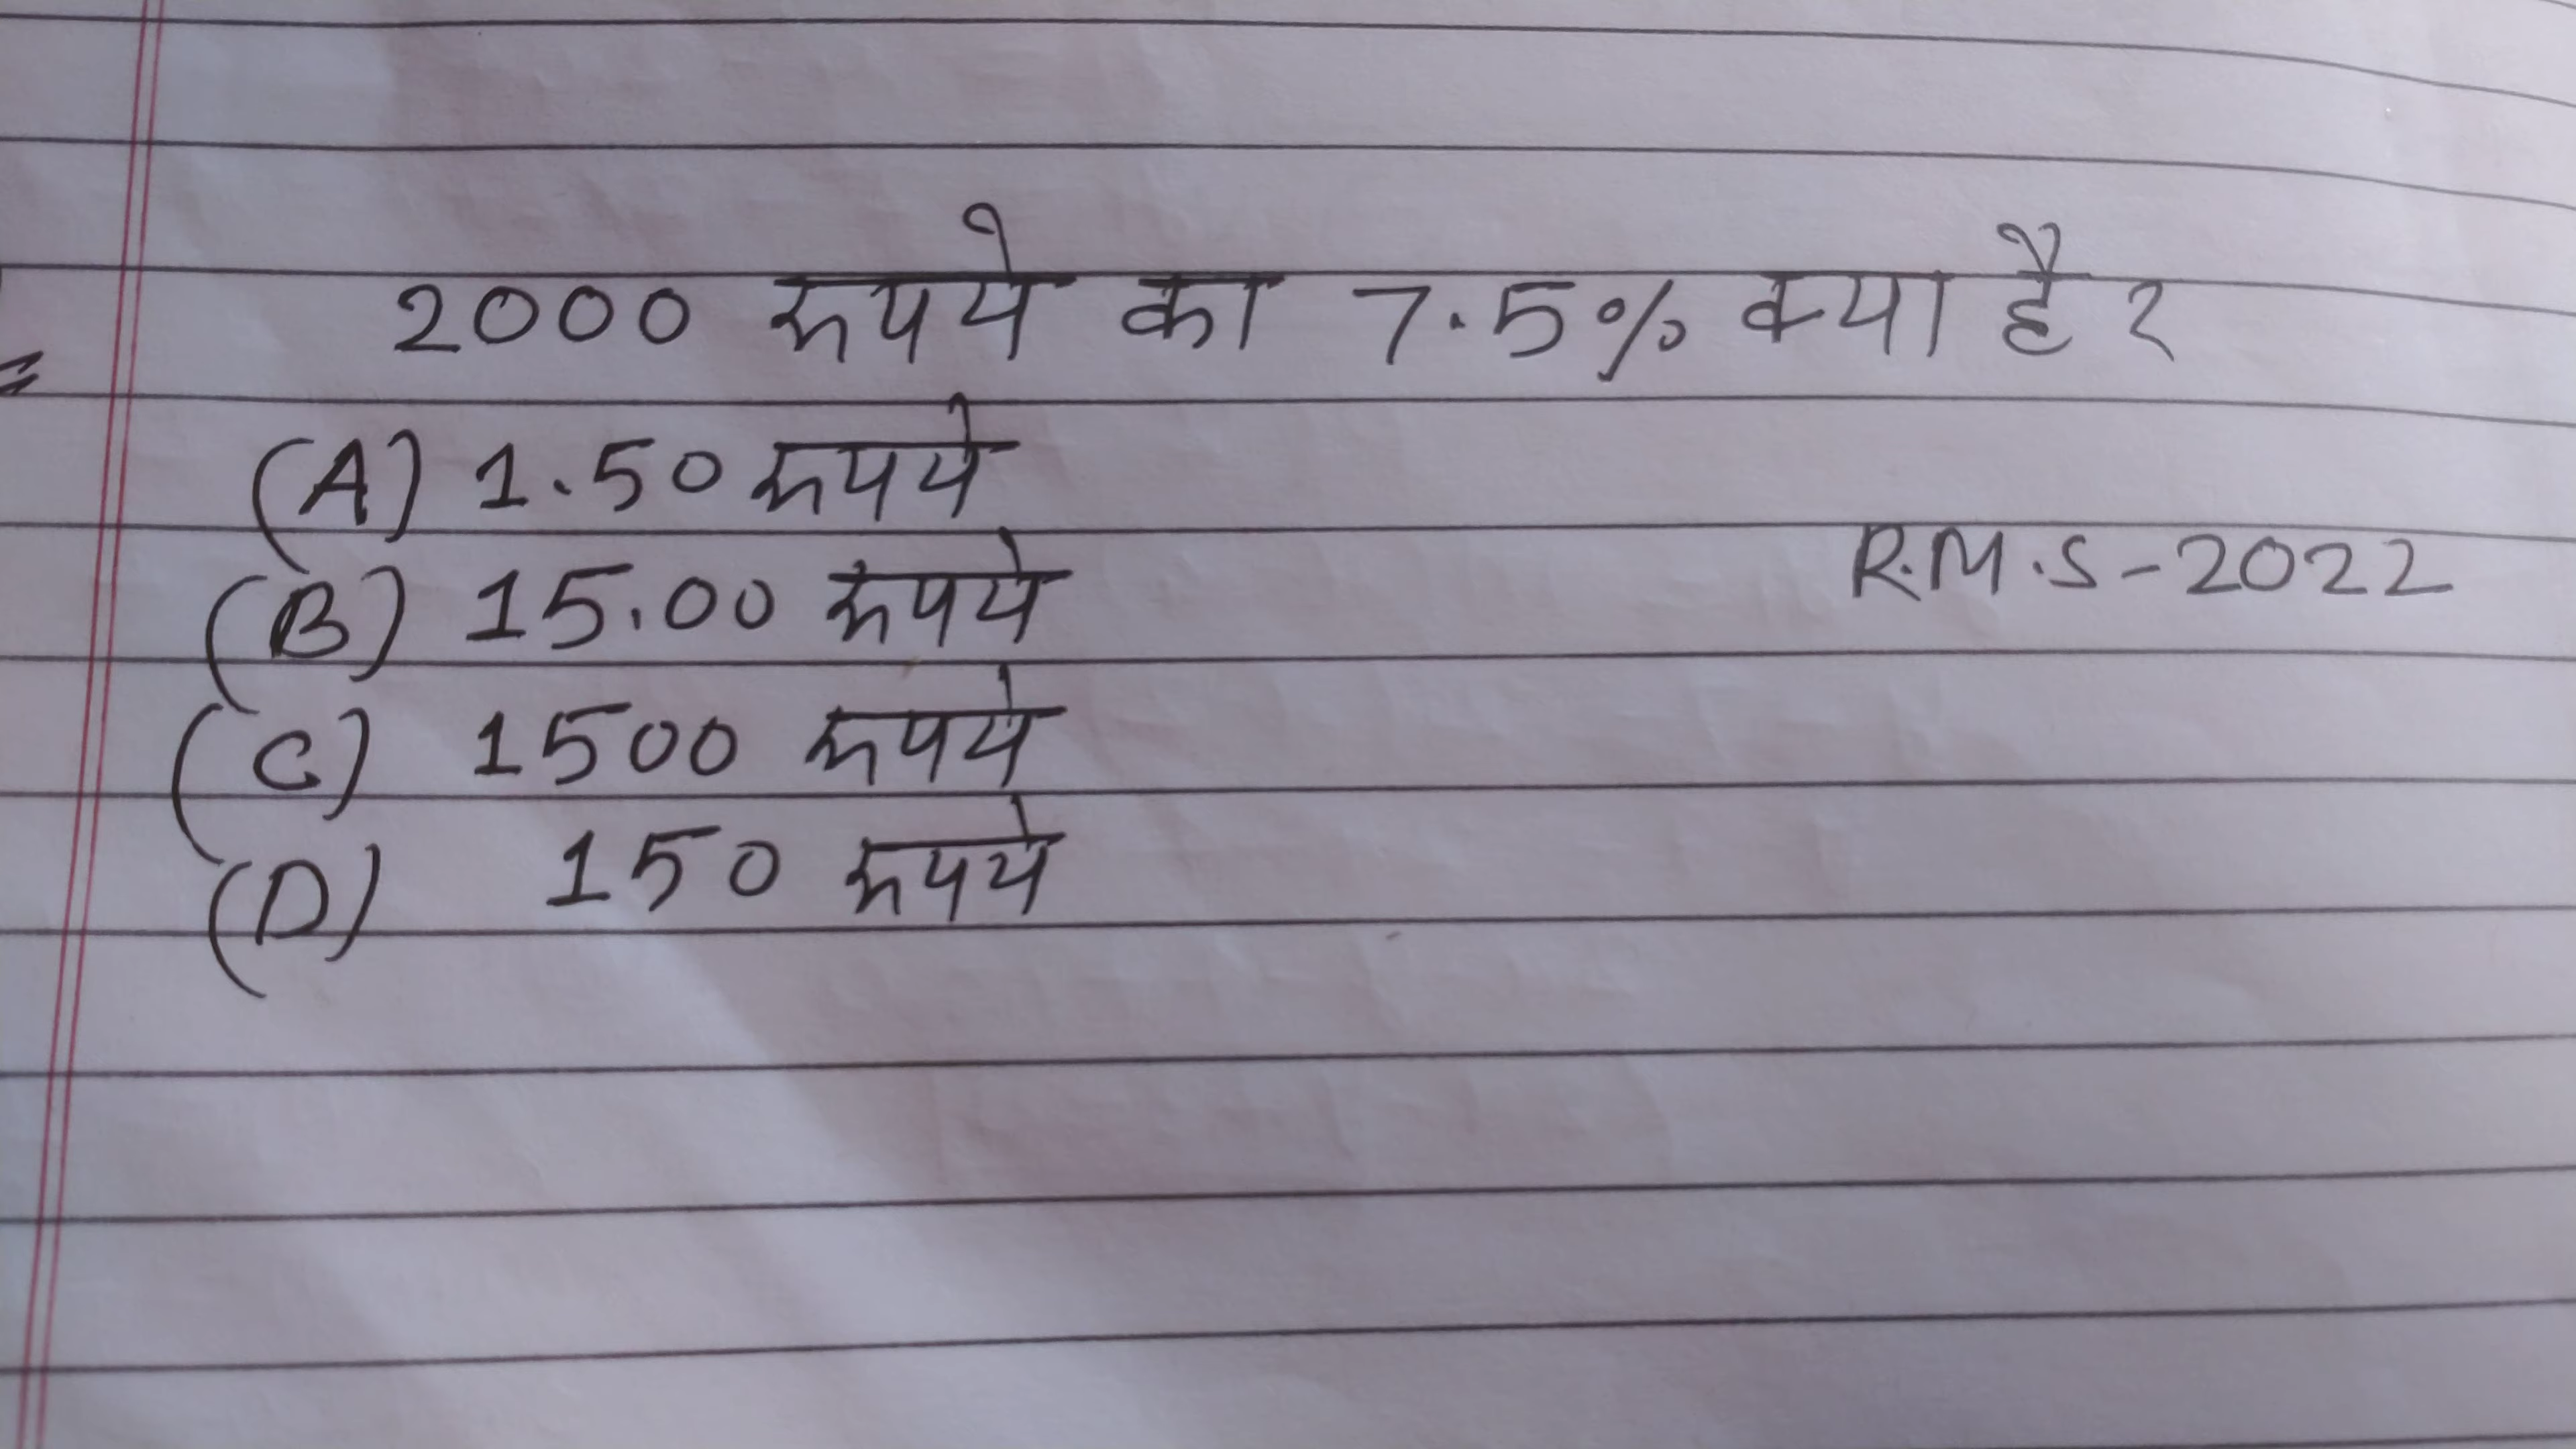 2000 रूपये का 7.5% क्या है?
(A) 1.50 रूपये
(B) 15.00 रूपये
R.M.S-2022
(C) 1500 रूपये
(D) 150 रूपये